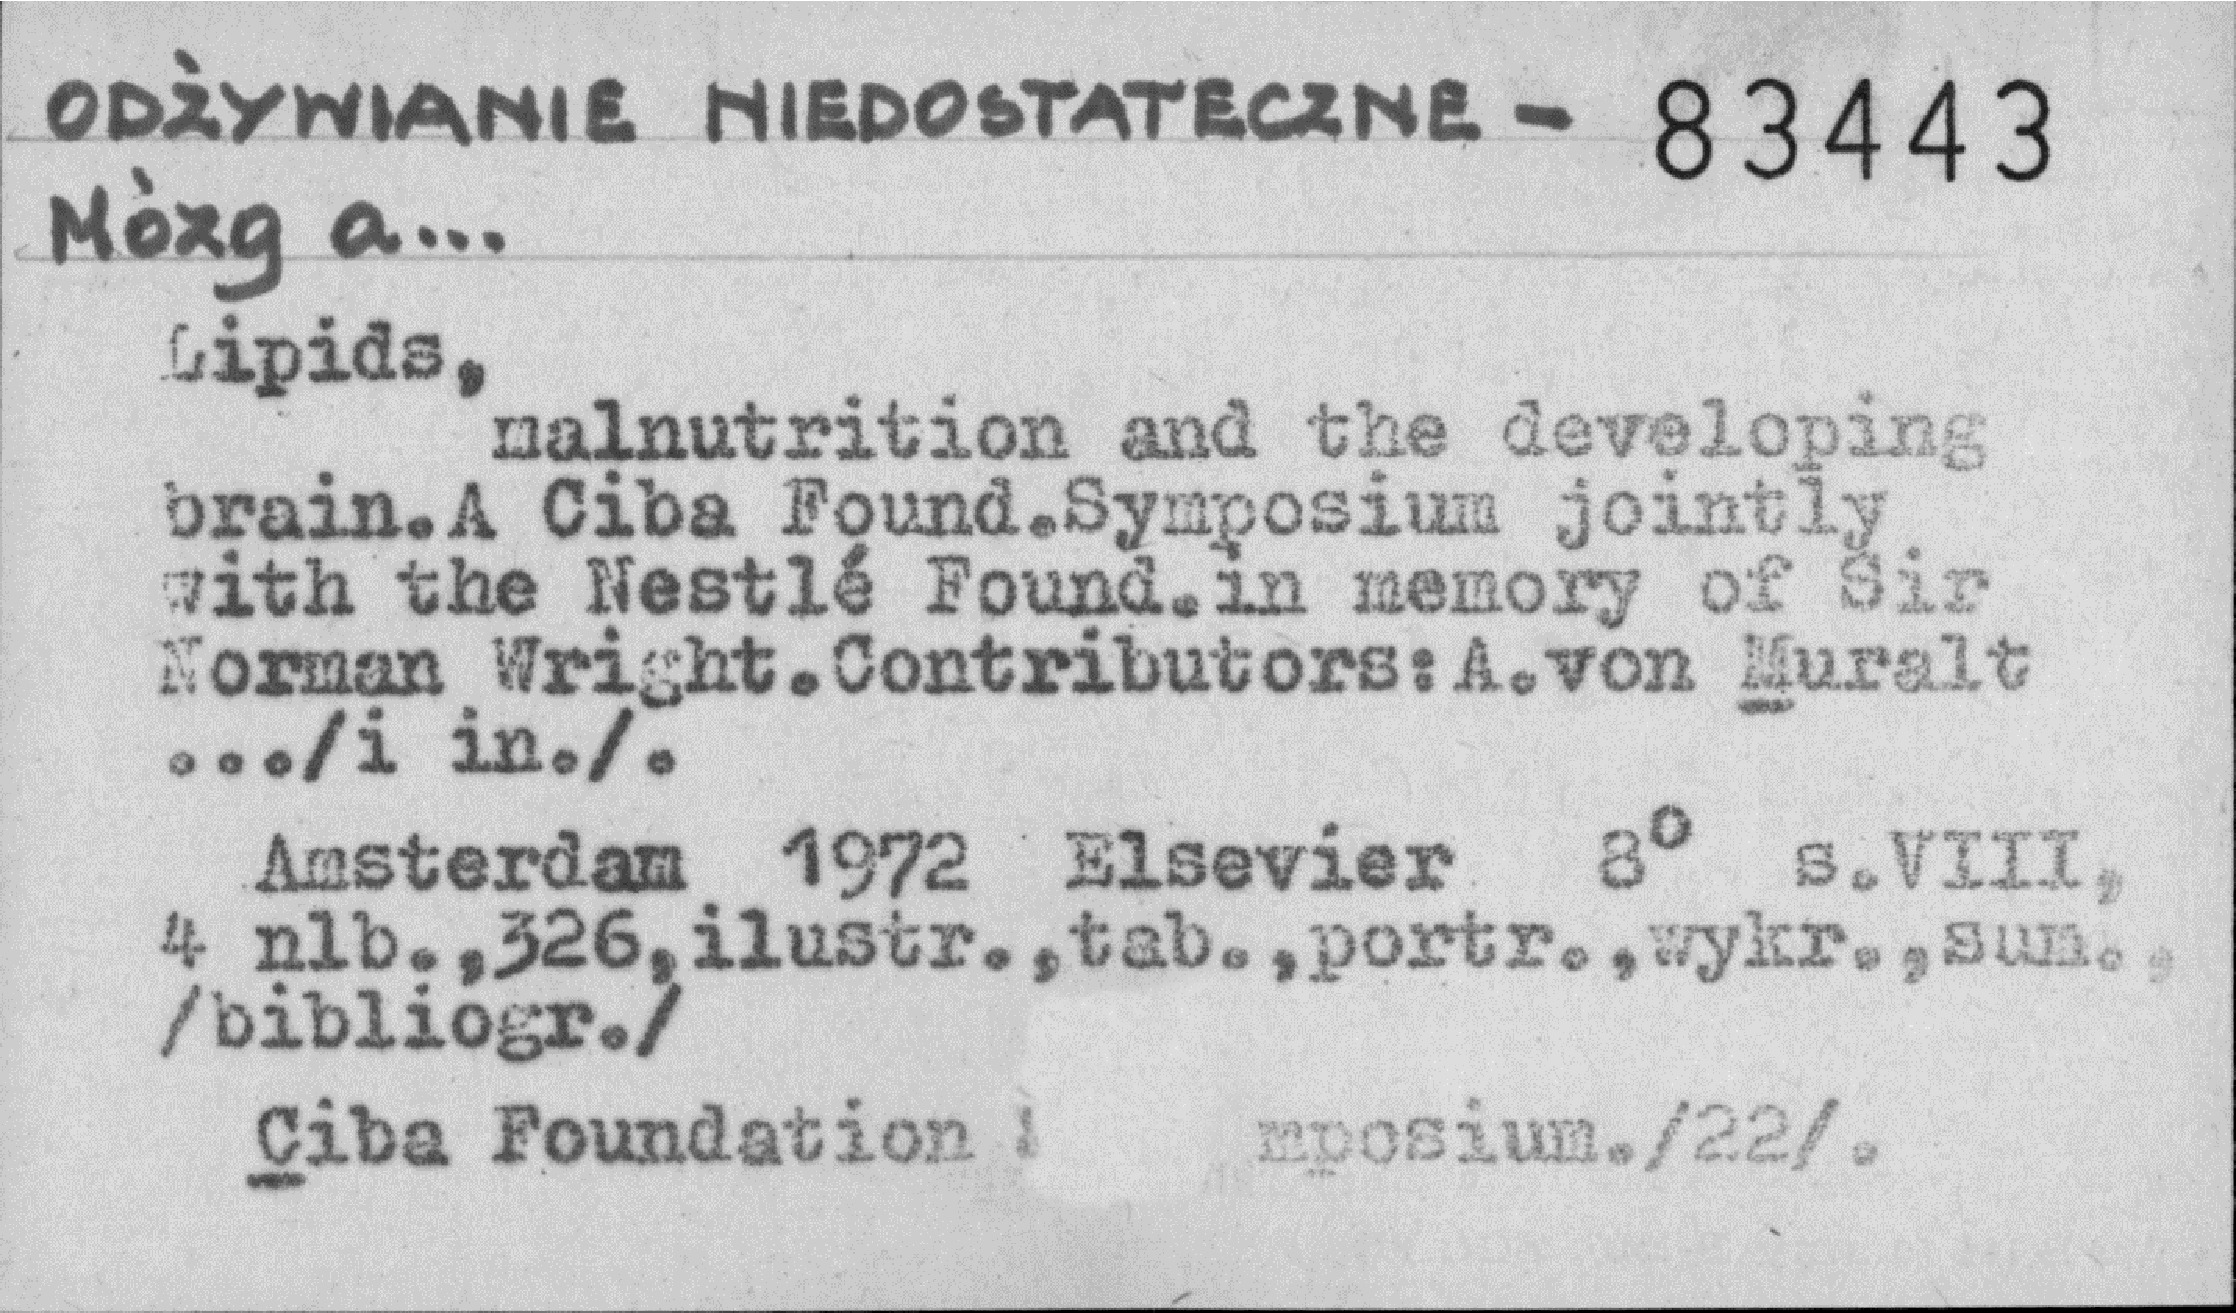 ODŻYWIANIE NIEDOSTATECZNE - 83443
Mózg a...
Lipids,
malnutrition and the developing
brain.A Ciba Found.Symposium jointly
with the Nestlé Found.in memory of Sir
Norman Wright.Contributors:A.von Muralt
.../i in./.
Amsterdam 1972 Elsevier 8° s.VIII,
4 nlb.,326,ilustr.,tab.,portr.,wykr.,sum.,
/bibliogr./
Ciba Foundation mposium./22/.